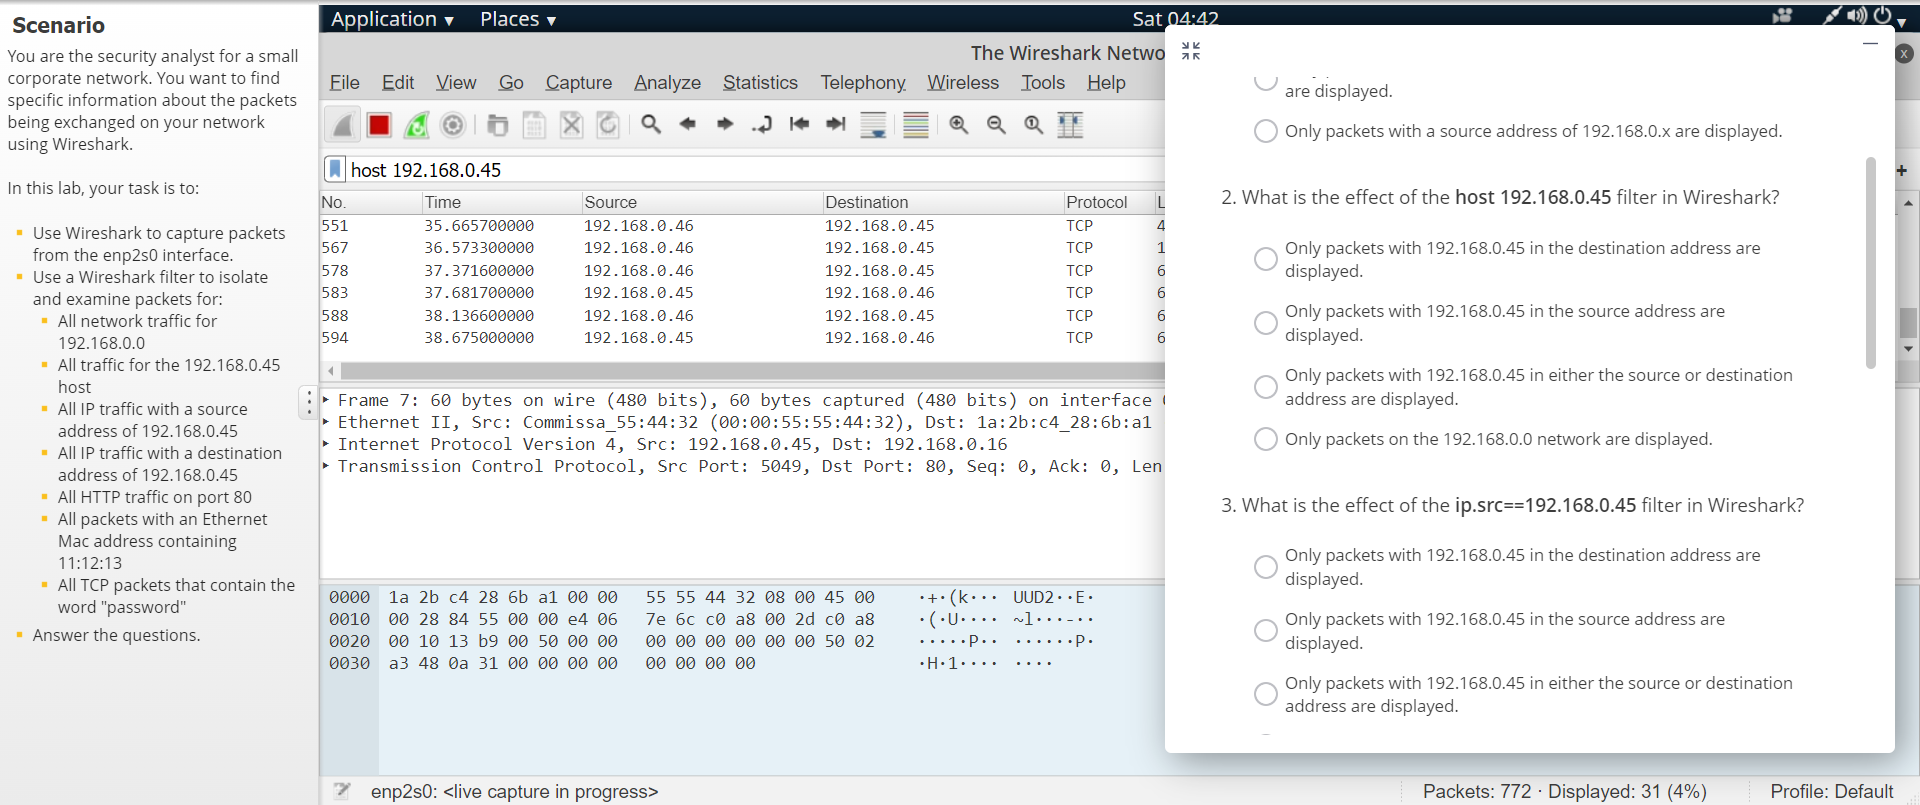 Scenario
You are the security analyst for a small
corporate network. You want to find
specific information about the packets
being exchanged on your network
using Wireshark.
In this lab, your task is to:
Use Wireshark to capture packets
from the enp2s0 interface.
Use a Wireshark filter to isolate
and examine packets for:
All network traffic for
192.168.0.0
All traffic for the 192.168.0.45
host
All IP traffic with a source
address of 192.168.0.45
All IP traffic with a destination
address of 192.168.0.45
All HTTP traffic on port 80
All packets with an Ethernet
Mac address containing
11:12:13
All TCP packets that contain the
word "password"
Answer the questions.
Application ▾ Places ▾ Sat 04:42
The Wireshark Netwo
File Edit View Go Capture Analyze Statistics Telephony Wireless Tools Help
host 192.168.0.45
No. Time Source Destination Protocol L
551 35.665700000 192.168.0.46 192.168.0.45 TCP 4
567 36.573300000 192.168.0.46 192.168.0.45 TCP 1
578 37.371600000 192.168.0.46 192.168.0.45 TCP 6
583 37.681700000 192.168.0.45 192.168.0.46 TCP 6
588 38.136600000 192.168.0.46 192.168.0.45 TCP 6
594 38.675000000 192.168.0.45 192.168.0.46 TCP 6
Frame 7: 60 bytes on wire (480 bits), 60 bytes captured (480 bits) on interface
Ethernet II, Src: Commissa_55:44:32 (00:00:55:55:44:32), Dst: 1a:2b:c4_28:6b:a1
Internet Protocol Version 4, Src: 192.168.0.45, Dst: 192.168.0.16
Transmission Control Protocol, Src Port: 5049, Dst Port: 80, Seq: 0, Ack: 0, Len
0000 1a 2b c4 28 6b a1 00 00 55 55 44 32 08 00 45 00 ·+·(k··· UUD2··E·
0010 00 28 84 55 00 00 e4 06 7e 6c c0 a8 00 2d c0 a8 ·(·U···· ~l···-··
0020 00 10 13 b9 00 50 00 00 00 00 00 00 00 00 50 02 ·····P·· ······P·
0030 a3 48 0a 31 00 00 00 00 00 00 00 00 ·H·1···· ····
enp2s0: <live capture in progress> Packets: 772 · Displayed: 31 (4%) Profile: Default
are displayed.
Only packets with a source address of 192.168.0.x are displayed.
2. What is the effect of the host 192.168.0.45 filter in Wireshark?
Only packets with 192.168.0.45 in the destination address are
displayed.
Only packets with 192.168.0.45 in the source address are
displayed.
Only packets with 192.168.0.45 in either the source or destination
address are displayed.
Only packets on the 192.168.0.0 network are displayed.
3. What is the effect of the ip.src==192.168.0.45 filter in Wireshark?
Only packets with 192.168.0.45 in the destination address are
displayed.
Only packets with 192.168.0.45 in the source address are
displayed.
Only packets with 192.168.0.45 in either the source or destination
address are displayed.